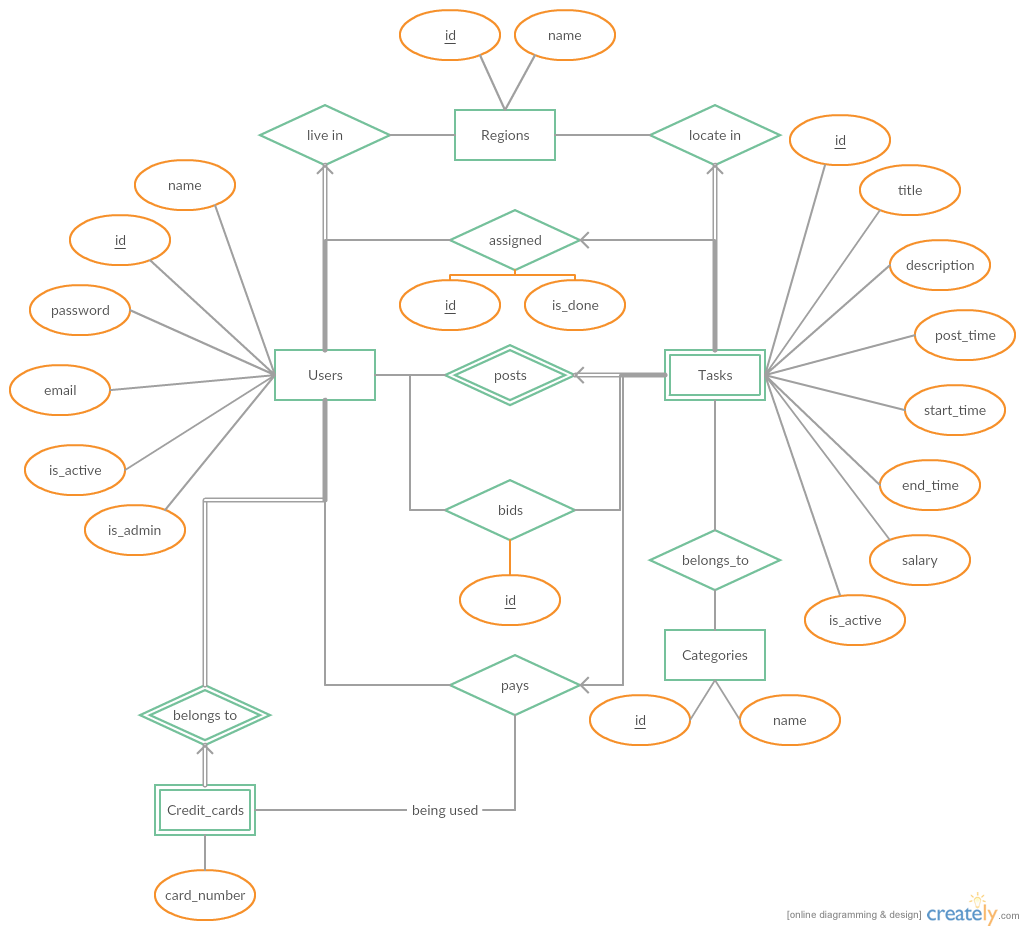 id
name
live in
Regions
locate in
id
name
title
id
assigned
description
password
id
is_done
post_time
Users
posts
Tasks
email
start_time
is_active
end_time
bids
is_admin
belongs_to
salary
id
is_active
Categories
pays
belongs to
id
name
Credit_cards
being used
card_number
[online diagramming & design] creately.com